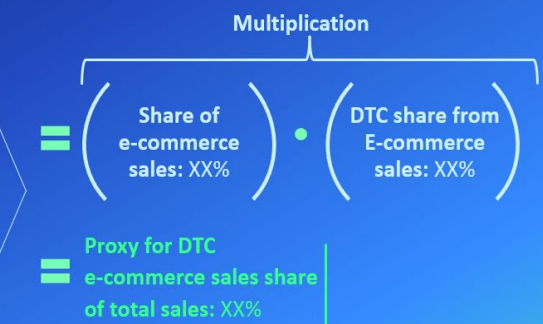 Multiplication
= ( Share of
e-commerce
sales: XX% ) • ( DTC share from
E-commerce
sales: XX% )
= Proxy for DTC
e-commerce sales share
of total sales: XX%